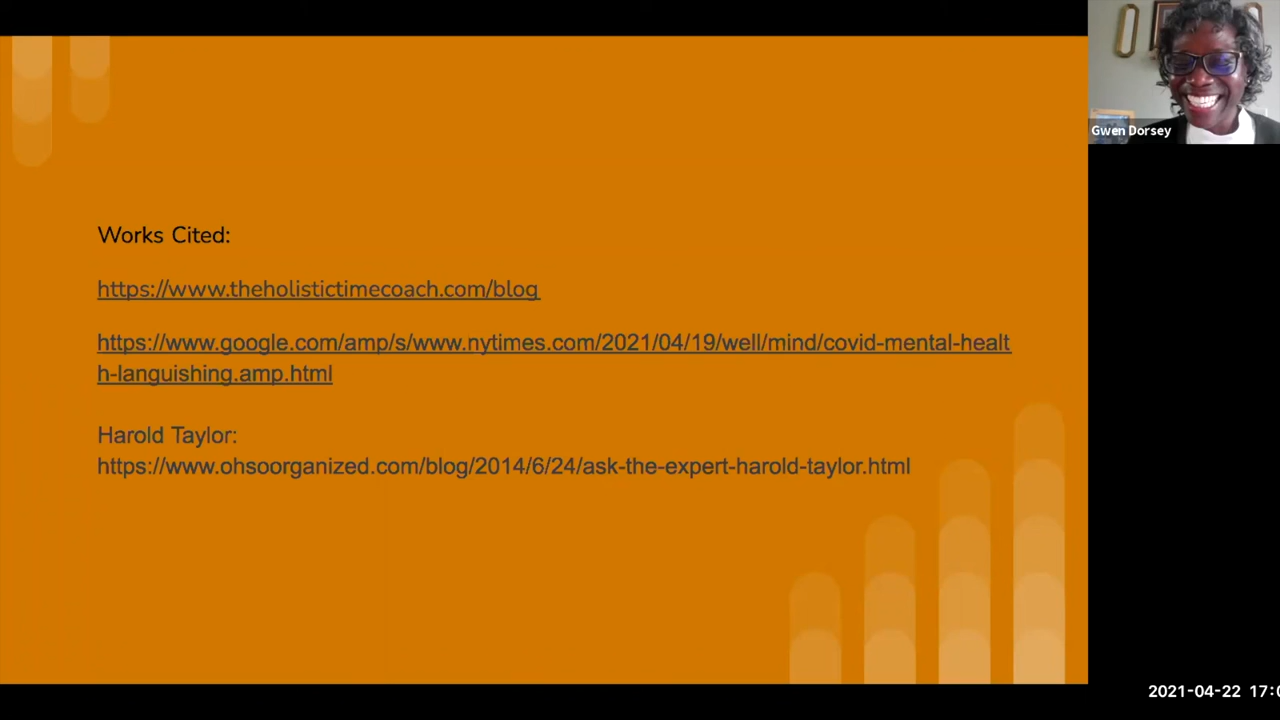 Works Cited:
https://www.theholistictimecoach.com/blog
https://www.google.com/amp/s/www.nytimes.com/2021/04/19/well/mind/covid-mental-healt
h-languishing.amp.html
Harold Taylor:
https://www.ohsoorganized.com/blog/2014/6/24/ask-the-expert-harold-taylor.html
Gwen Dorsey
2021-04-22 17:0